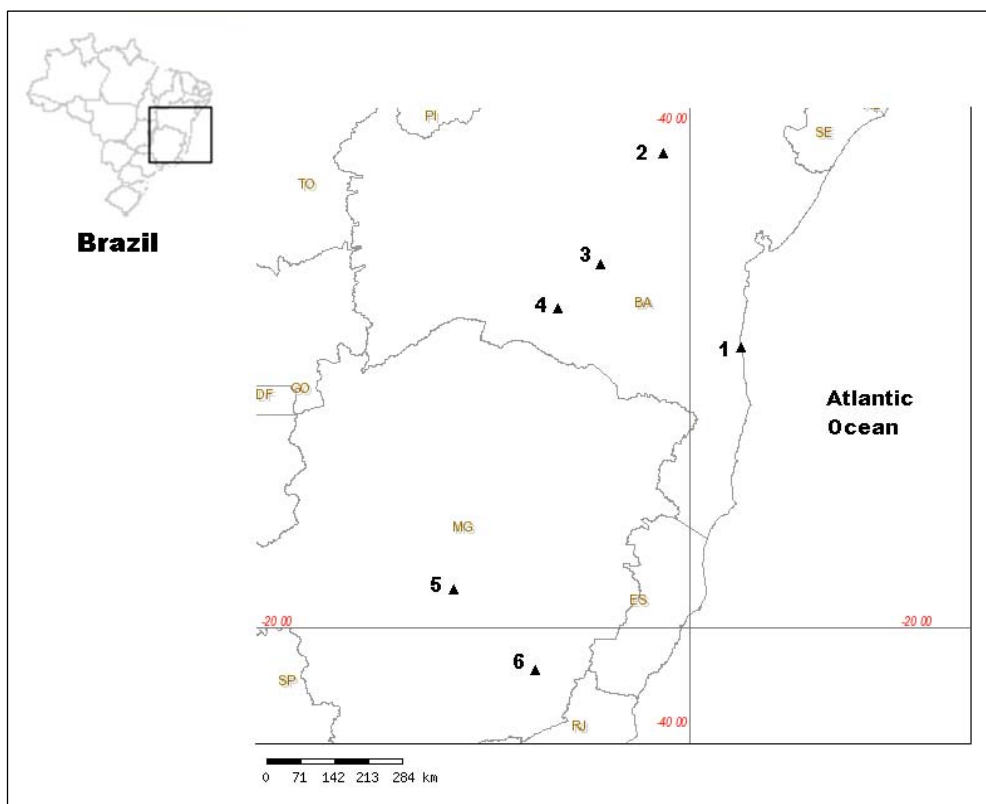 Brazil
PI
-40 00
SE
2
TO
3
4
BA
1
DF
GO
Atlantic
Ocean
MG
5
ES
-20 00
-20 00
6
SP
-40 00
RJ
0 71 142 213 284 km